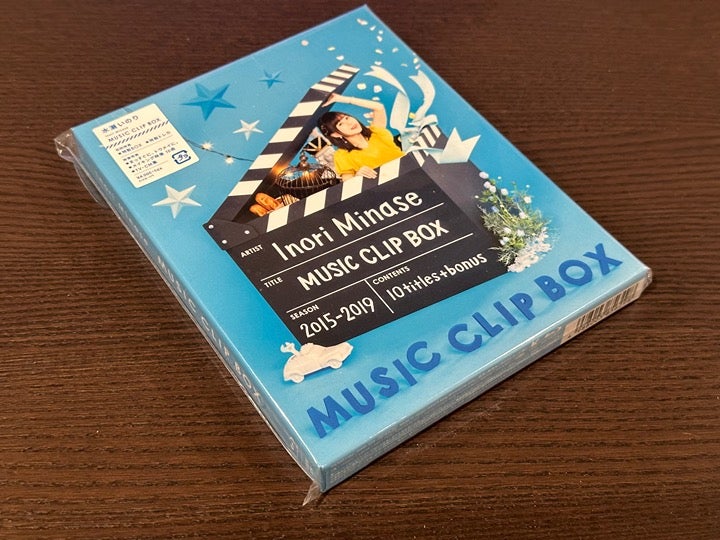 水瀬いのり
MUSIC CLIP BOX
ARTIST
Inori Minase
TITLE
MUSIC CLIP BOX
SEASON
2015-2019
CONTENTS
10titles+bonus
MUSIC CLIP BOX
MUSIC CLIP BOX